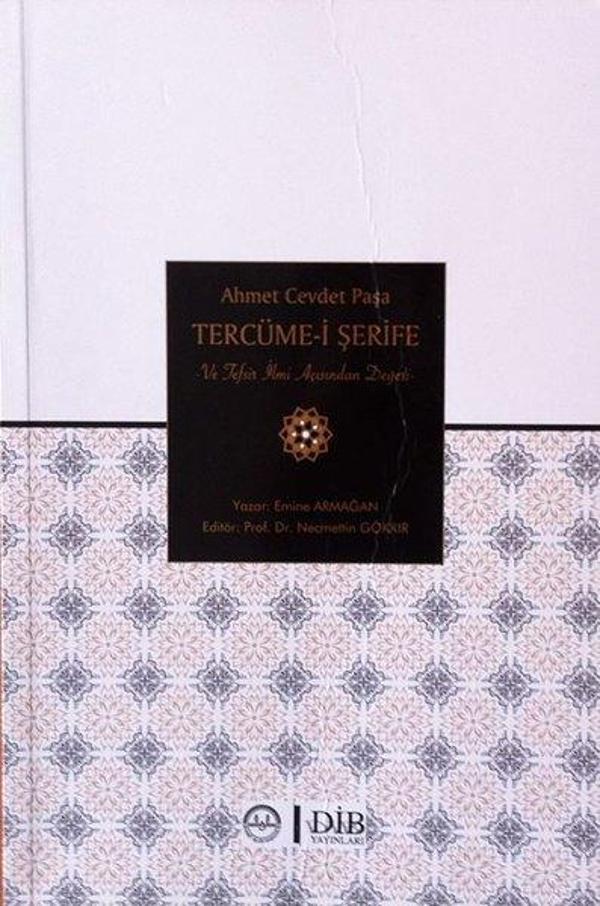 Ahmet Cevdet Paşa
TERCÜME-İ ŞERİFE
-Ve Tefsir İlmi Açısından Değeri-
Yazar: Emine ARMAĞAN
Editör: Prof. Dr. Necmettin GÖKKIR
DİB
YAYINLARI